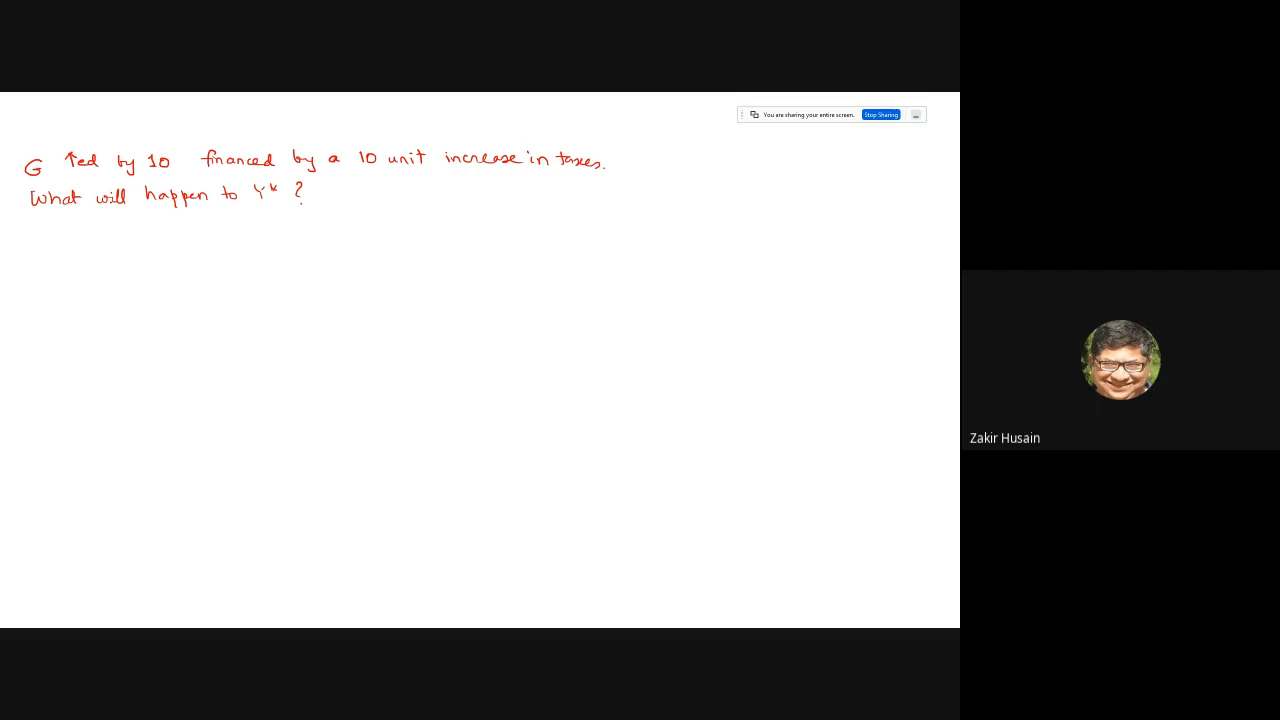 You are sharing your entire screen. Stop Sharing
G ↑ed by 10 financed by a 10 unit increase in taxes.
What will happen to Y* ?
Zakir Husain